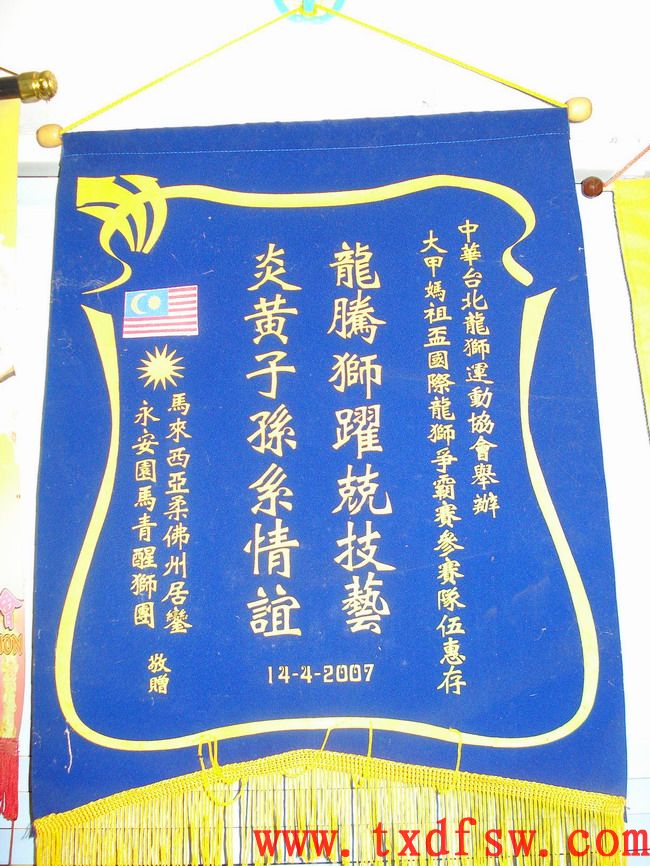 中華台北龍獅運動協會舉辦
大甲媽祖盃國際龍獅爭霸賽參賽隊伍惠存
龍騰獅躍兢技藝
炎黃子孫系情誼
14-4-2007
馬來西亞柔佛州居鑾
永安園馬青醒獅團 敬贈
www.txdfsw.com